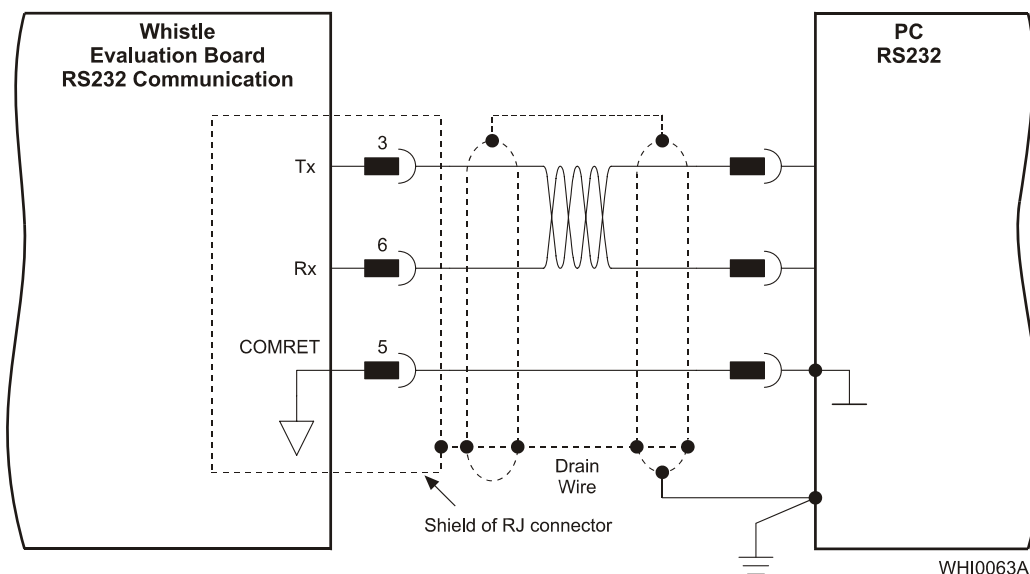 Whistle
Evaluation Board
RS232 Communication
PC
RS232
3
Tx
6
Rx
COMRET
5
Drain
Wire
Shield of RJ connector
WHI0063A